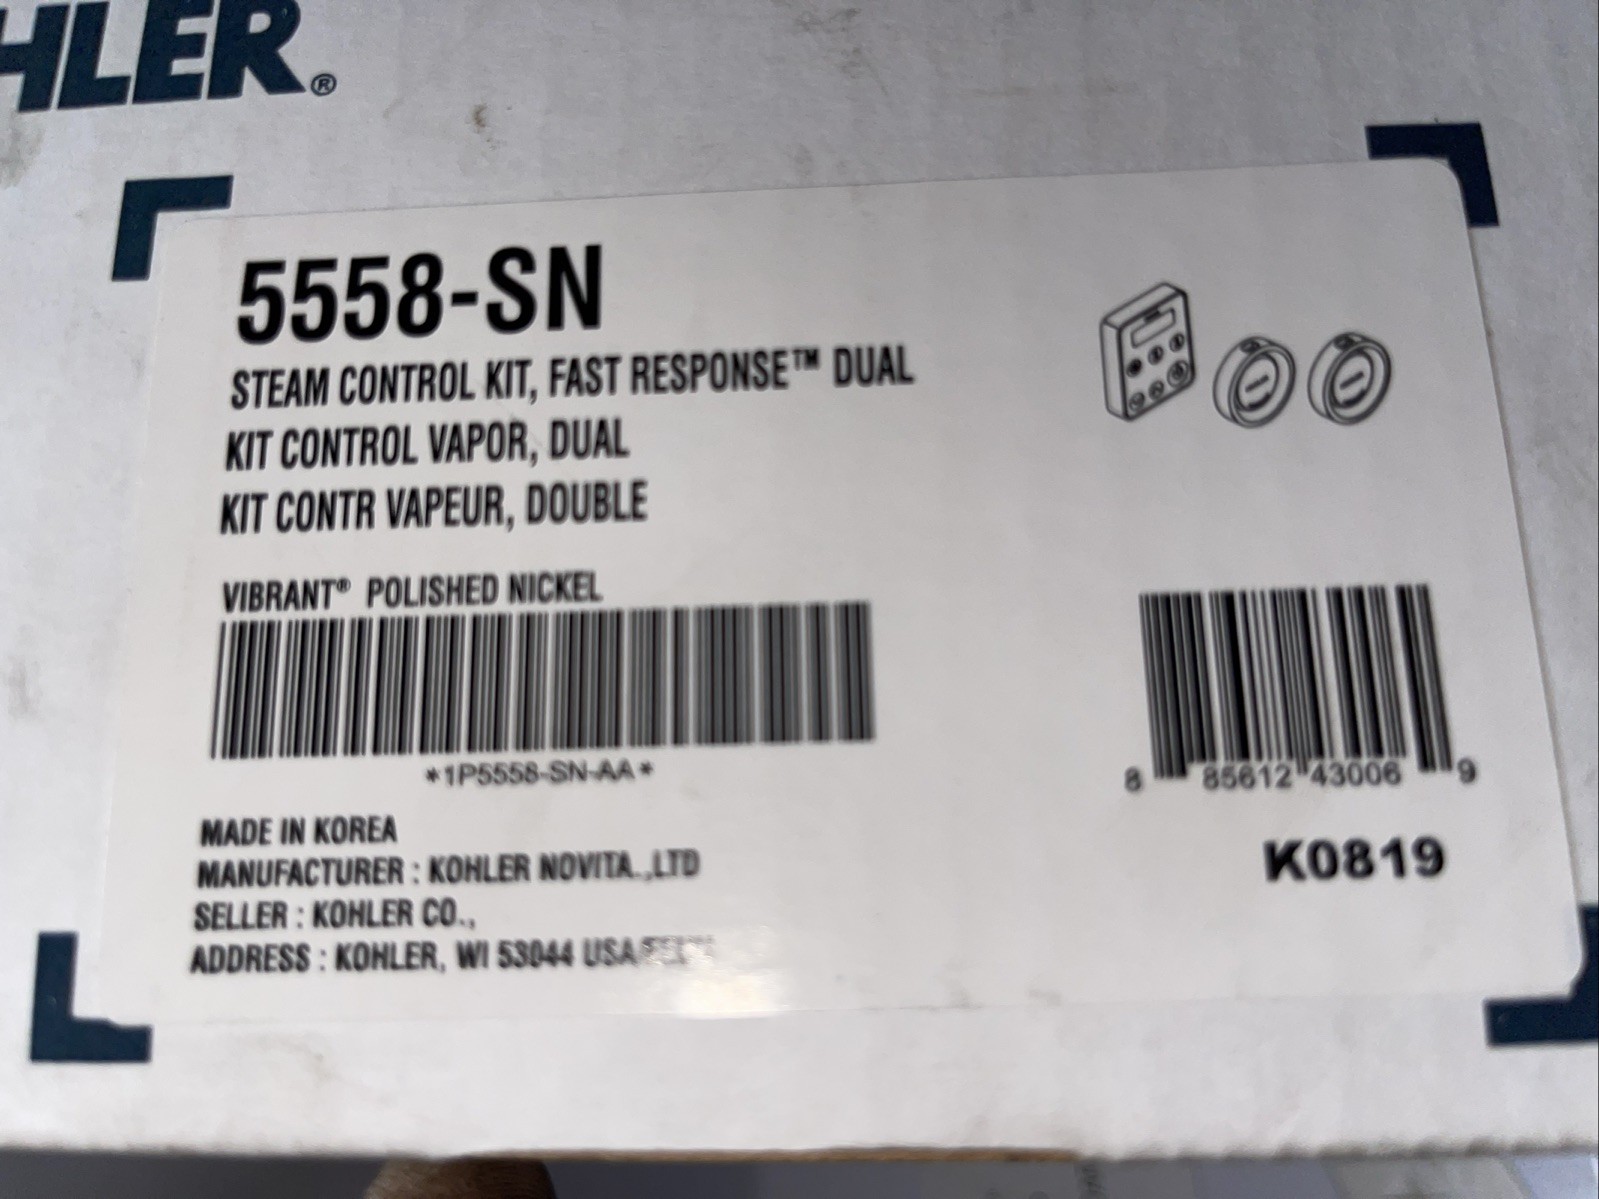 HLER®
5558-SN
STEAM CONTROL KIT, FAST RESPONSE™ DUAL
KIT CONTROL VAPOR, DUAL
KIT CONTR VAPEUR, DOUBLE
VIBRANT® POLISHED NICKEL
*1P5558-SN-AA*
8 85612 43006 9
K0819
MADE IN KOREA
MANUFACTURER : KOHLER NOVITA.,LTD
SELLER : KOHLER CO.,
ADDRESS : KOHLER, WI 53044 USA